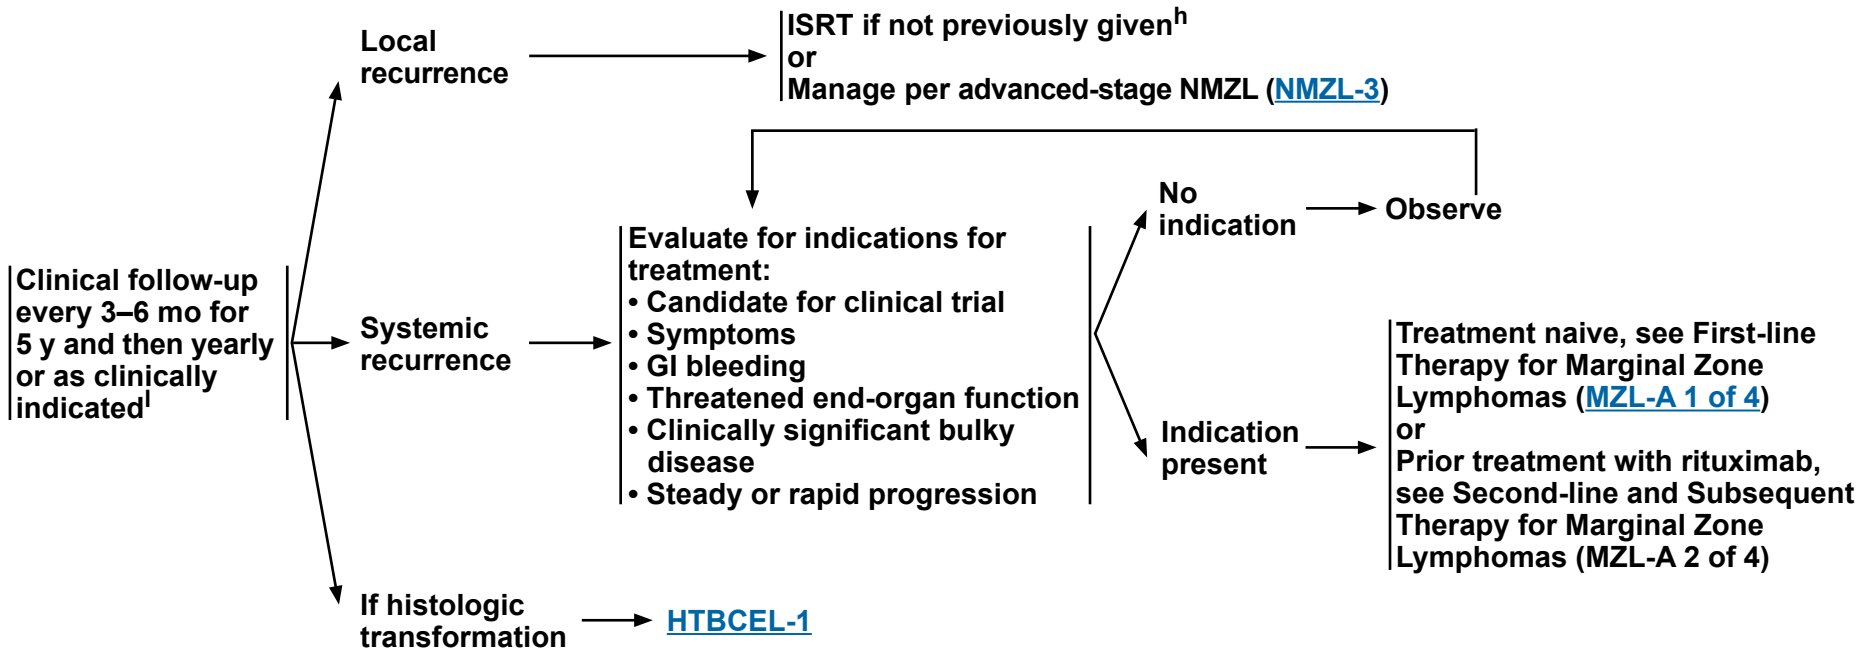 Clinical follow-up
every 3–6 mo for
5 y and then yearly
or as clinically
indicatedˡ
Local
recurrence
ISRT if not previously givenʰ
or
Manage per advanced-stage NMZL (NMZL-3)
Systemic
recurrence
Evaluate for indications for
treatment:
• Candidate for clinical trial
• Symptoms
• GI bleeding
• Threatened end-organ function
• Clinically significant bulky
disease
• Steady or rapid progression
No
indication
Observe
Indication
present
Treatment naive, see First-line
Therapy for Marginal Zone
Lymphomas (MZL-A 1 of 4)
or
Prior treatment with rituximab,
see Second-line and Subsequent
Therapy for Marginal Zone
Lymphomas (MZL-A 2 of 4)
If histologic
transformation
HTBCEL-1